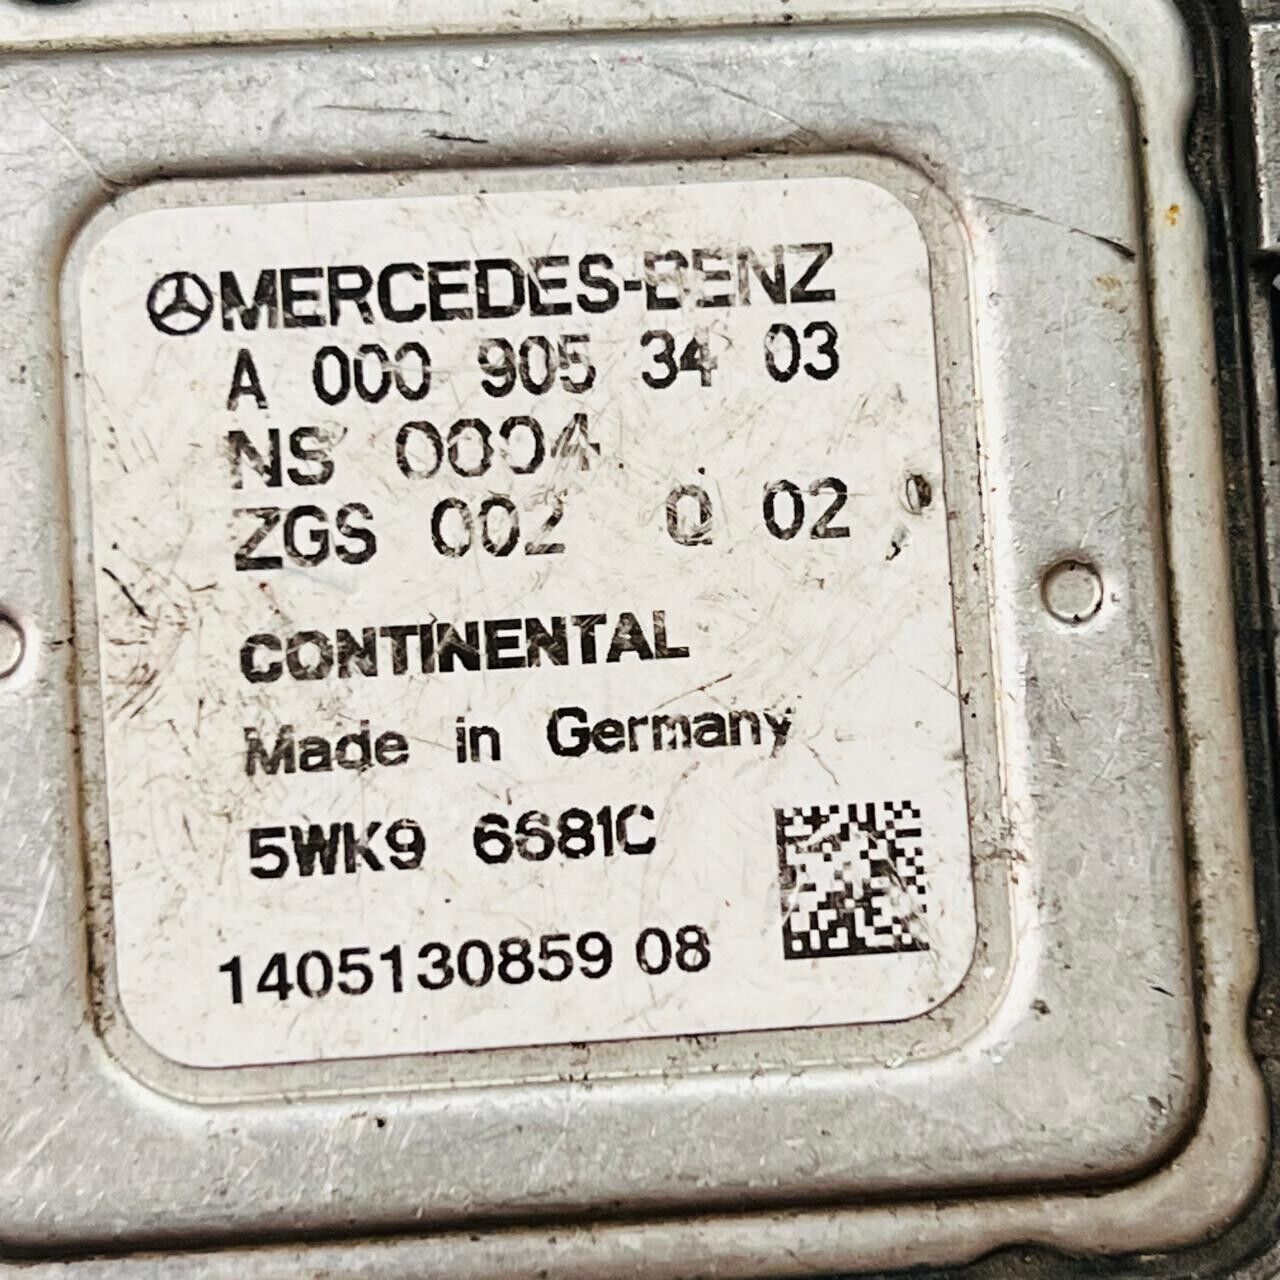 MERCEDES-BENZ
A 000 905 34 03
NS 0004
ZGS 002 Q 02
CONTINENTAL
Made in Germany
5WK9 6681C
1405130859 08